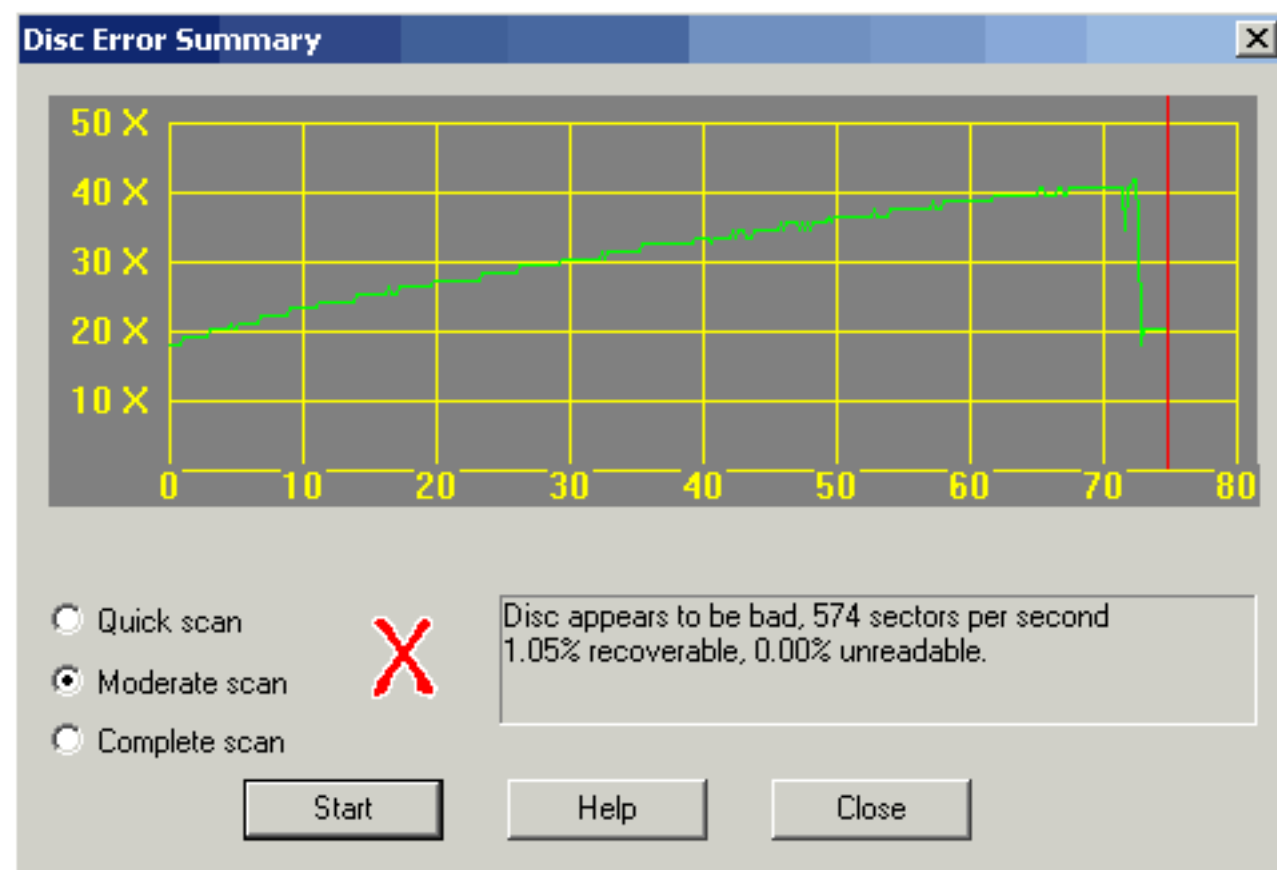 Disc Error Summary
50 X
40 X
30 X
20 X
10 X
0 10 20 30 40 50 60 70 80
Quick scan
Moderate scan
Complete scan
Disc appears to be bad, 574 sectors per second
1.05% recoverable, 0.00% unreadable.
Start Help Close